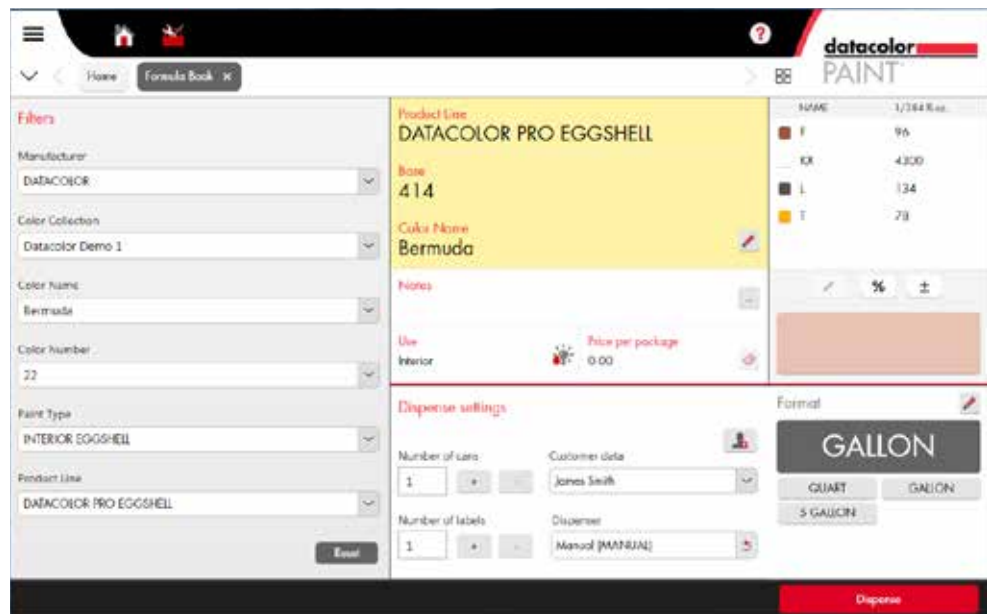 datacolor
PAINT
Home
Formula Book ×
Filters
Manufacturer
DATACOLOR
Color Collection
Datacolor Demo 1
Color Name
Bermuda
Color Number
22
Paint Type
INTERIOR EGGSHELL
Product Line
DATACOLOR PRO EGGSHELL
Reset
Product Line
DATACOLOR PRO EGGSHELL
Base
414
Color Name
Bermuda
Notes
...
Use
Interior
Price per package
0.00
Dispense settings
Number of cans
1 + -
Customer data
James Smith
Number of labels
1 + -
Dispenser
Manual [MANUAL]
NAME 1/384 fl oz.
F 96
KX 4300
L 134
T 78
% ±
Format
GALLON
QUART GALLON
5 GALLON
Dispense